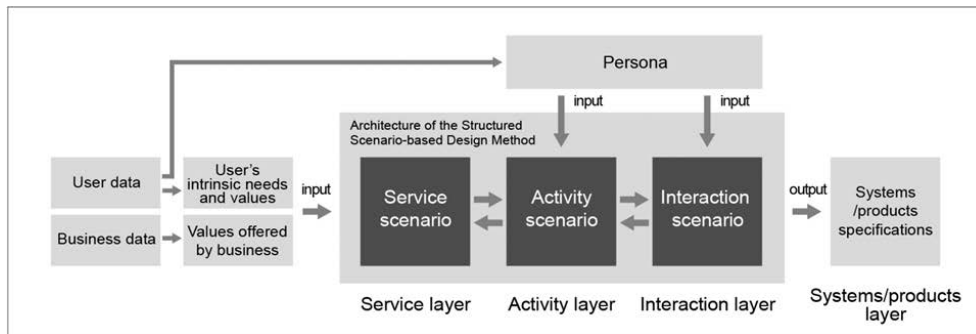 Persona
input
input
Architecture of the Structured
Scenario-based Design Method
User data
User's
intrinsic needs
and values
input
Business data
Values offered
by business
Service
scenario
Activity
scenario
Interaction
scenario
output
Systems
/products
specifications
Service layer
Activity layer
Interaction layer
Systems/products
layer